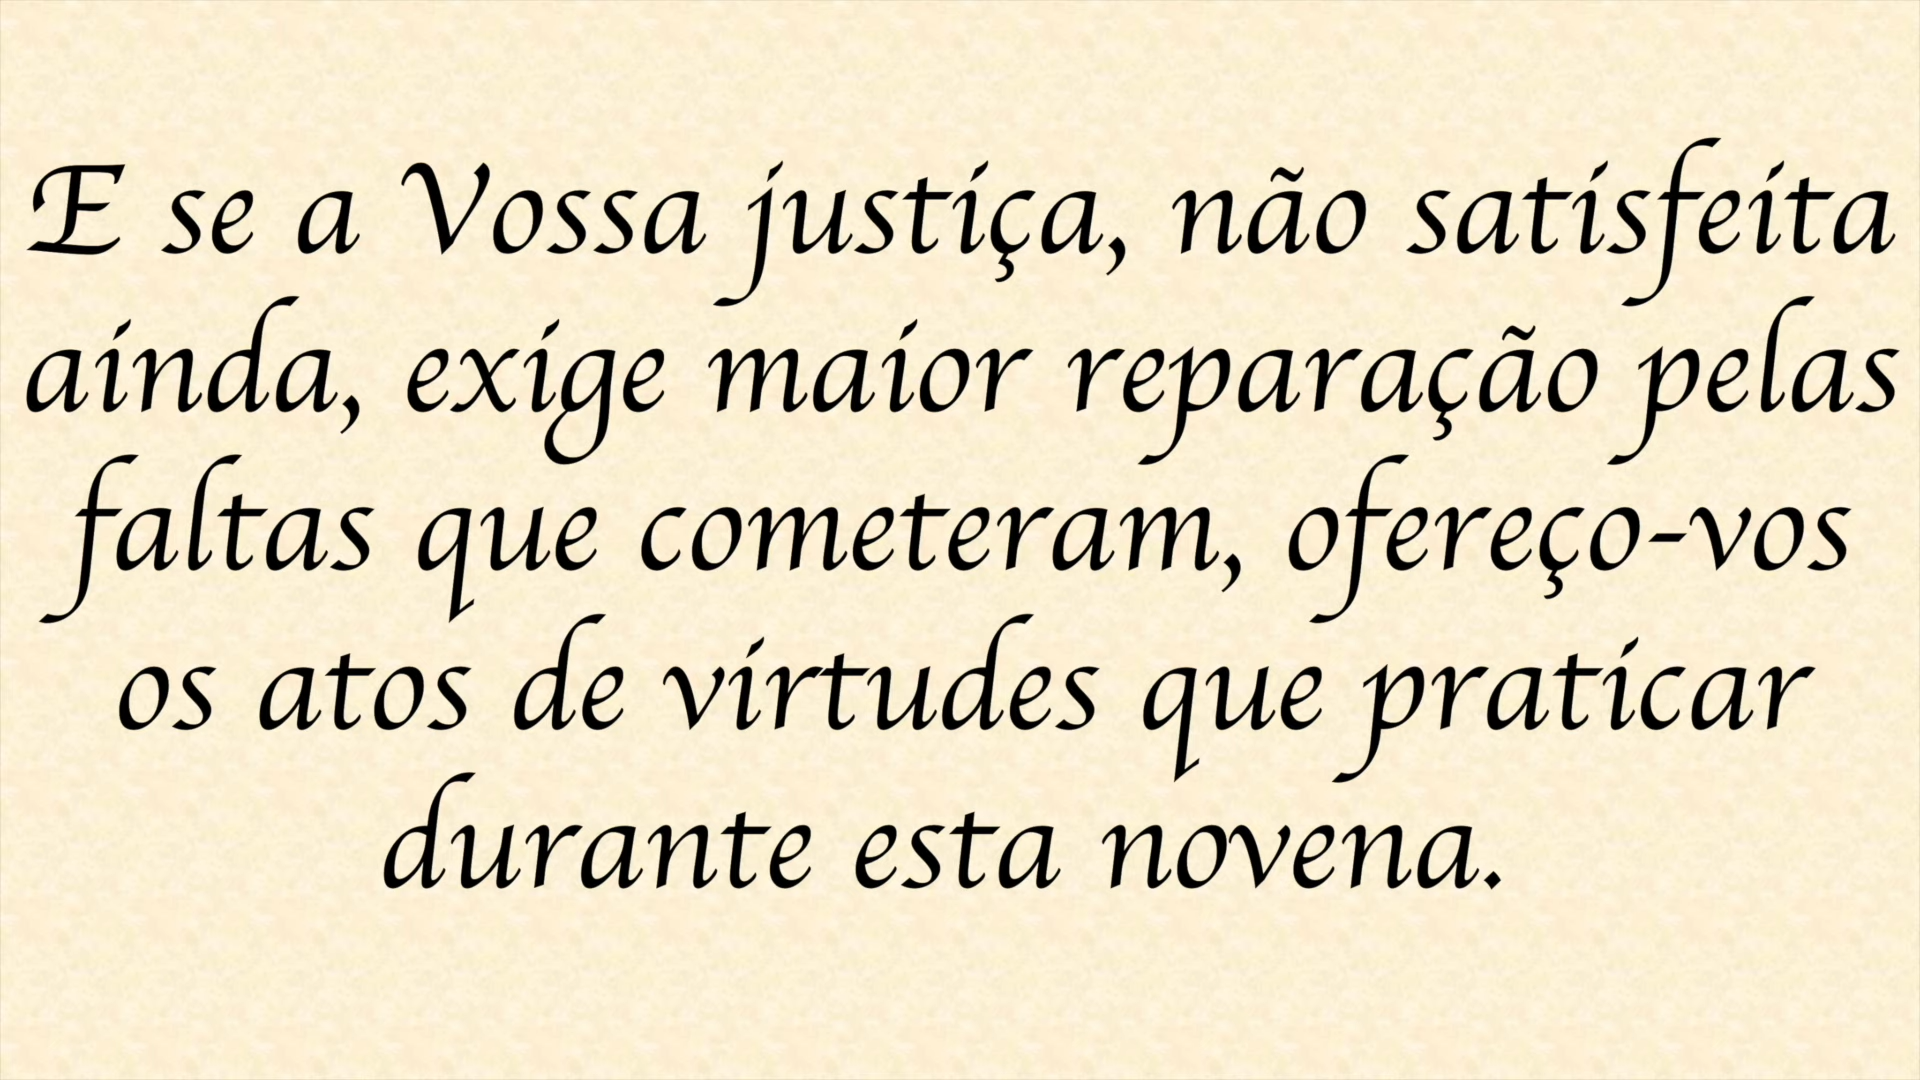 E se a Vossa justiça, não satisfeita
ainda, exige maior reparação pelas
faltas que cometeram, ofereço-vos
os atos de virtudes que praticar
durante esta novena.